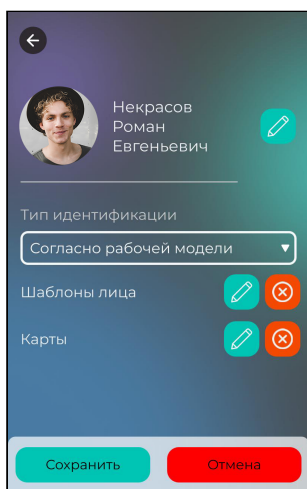 Некрасов
Роман
Евгеньевич
Тип идентификации
Согласно рабочей модели
Шаблоны лица
Карты
Сохранить
Отмена